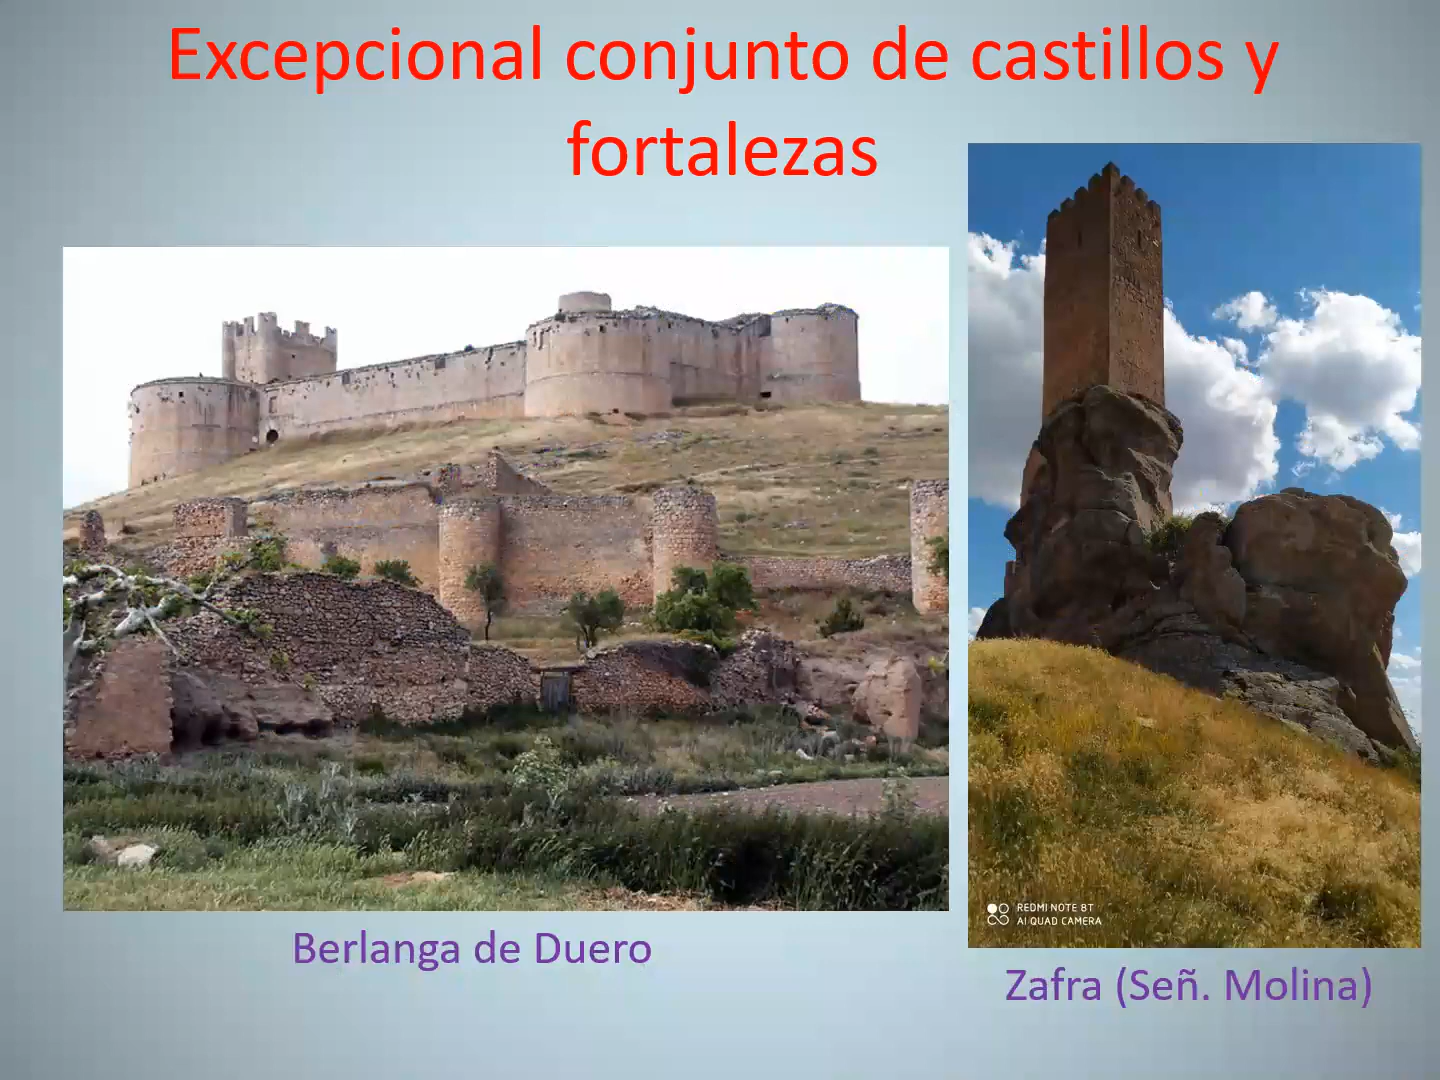 Excepcional conjunto de castillos y
fortalezas
REDMI NOTE 8T
AI QUAD CAMERA
Berlanga de Duero
Zafra (Señ. Molina)